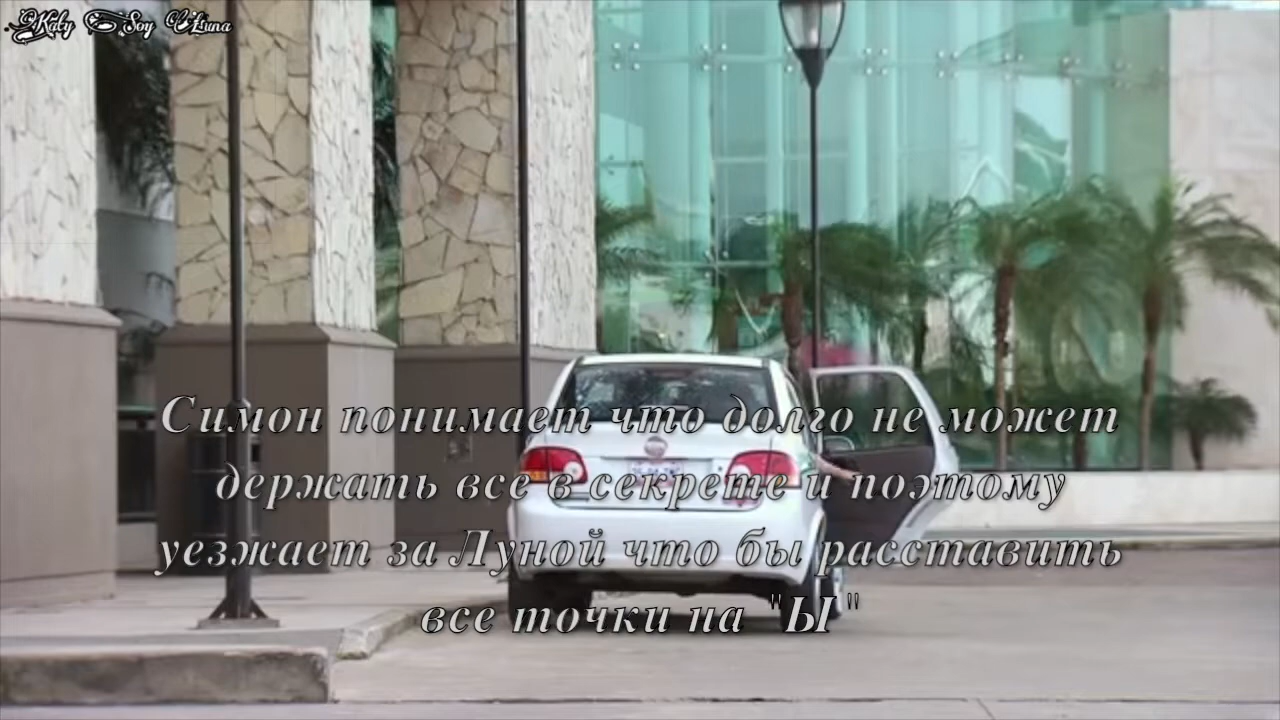 Katy Soy Luna
Симон понимает что долго не может
держать все в секрете и поэтому
уезжает за Луной что бы расставить
все точки на "Ы"